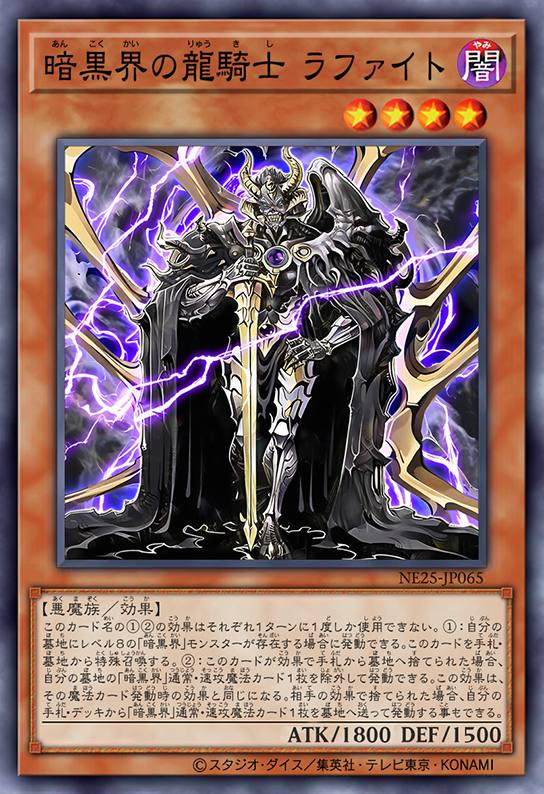 暗黒界の龍騎士 ラファイト
闇
NE25-JP065
【悪魔族／効果】
このカード名の①②の効果はそれぞれ1ターンに1度しか使用できない。①：自分の
墓地にレベル8の「暗黒界」モンスターが存在する場合に発動できる。このカードを手札・
墓地から特殊召喚する。②：このカードが効果で手札から墓地へ捨てられた場合、
自分の墓地の「暗黒界」通常・速攻魔法カード1枚を除外して発動できる。この効果は、
その魔法カード発動時の効果と同じになる。相手の効果で捨てられた場合、自分の
手札・デッキから「暗黒界」通常・速攻魔法カード1枚を墓地へ送って発動する事もできる。
ATK/1800 DEF/1500
©スタジオ・ダイス／集英社・テレビ東京・KONAMI